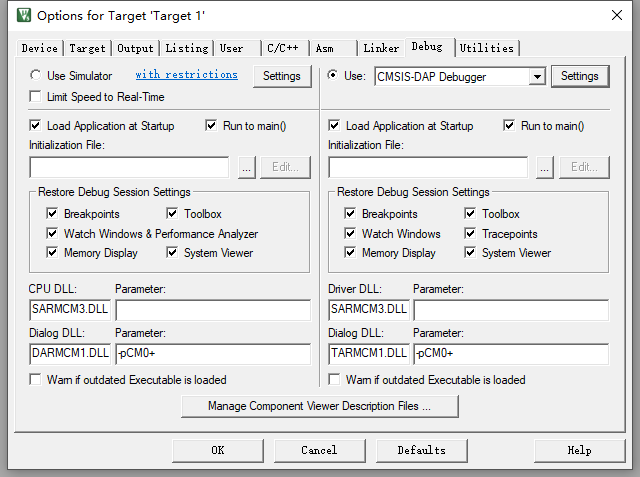 Options for Target 'Target 1'
Device Target Output Listing User C/C++ Asm Linker Debug Utilities
Use Simulator with restrictions Settings
Limit Speed to Real-Time
Use: CMSIS-DAP Debugger Settings
Load Application at Startup Run to main()
Initialization File:
... Edit...
Restore Debug Session Settings
Breakpoints Toolbox
Watch Windows & Performance Analyzer
Memory Display System Viewer
CPU DLL: Parameter:
SARMCM3.DLL
Dialog DLL: Parameter:
DARMCM1.DLL -pCM0+
Warn if outdated Executable is loaded
Load Application at Startup Run to main()
Initialization File:
... Edit...
Restore Debug Session Settings
Breakpoints Toolbox
Watch Windows Tracepoints
Memory Display System Viewer
Driver DLL: Parameter:
SARMCM3.DLL
Dialog DLL: Parameter:
TARMCM1.DLL -pCM0+
Warn if outdated Executable is loaded
Manage Component Viewer Description Files ...
OK Cancel Defaults Help